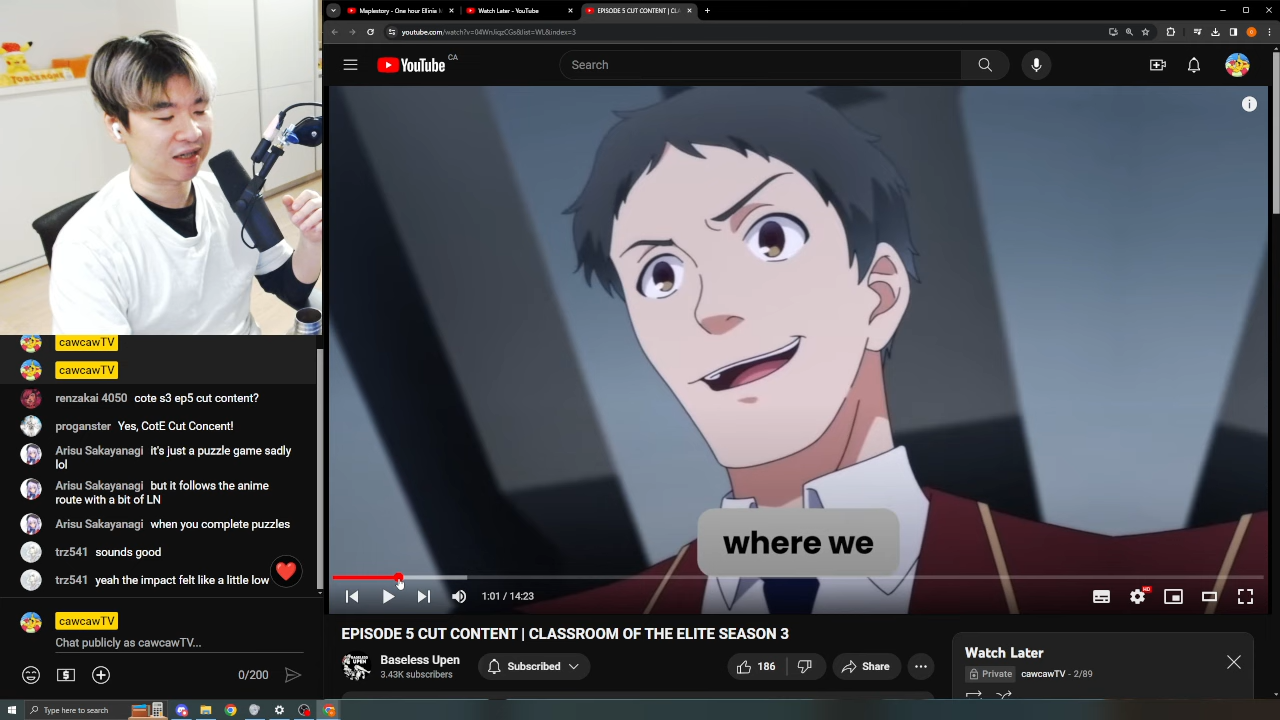 Maplestory - One hour Ellinia
Watch Later - YouTube
EPISODE 5 CUT CONTENT | CLA
youtube.com/watch?v=04WnJiqzCGs&list=WL&index=3
YouTube CA
Search
where we
1:01 / 14:23
HD
EPISODE 5 CUT CONTENT | CLASSROOM OF THE ELITE SEASON 3
BASELESS
UPEN
Baseless Upen
3.43K subscribers
Subscribed
186
Share
Watch Later
Private cawcawTV - 2/89
cawcawTV
cawcawTV
renzakai 4050 cote s3 ep5 cut content?
proganster Yes, CotE Cut Concent!
Arisu Sakayanagi it's just a puzzle game sadly
lol
Arisu Sakayanagi but it follows the anime
route with a bit of LN
Arisu Sakayanagi when you complete puzzles
trz541 sounds good
trz541 yeah the impact felt like a little low
cawcawTV
Chat publicly as cawcawTV...
0/200
Type here to search